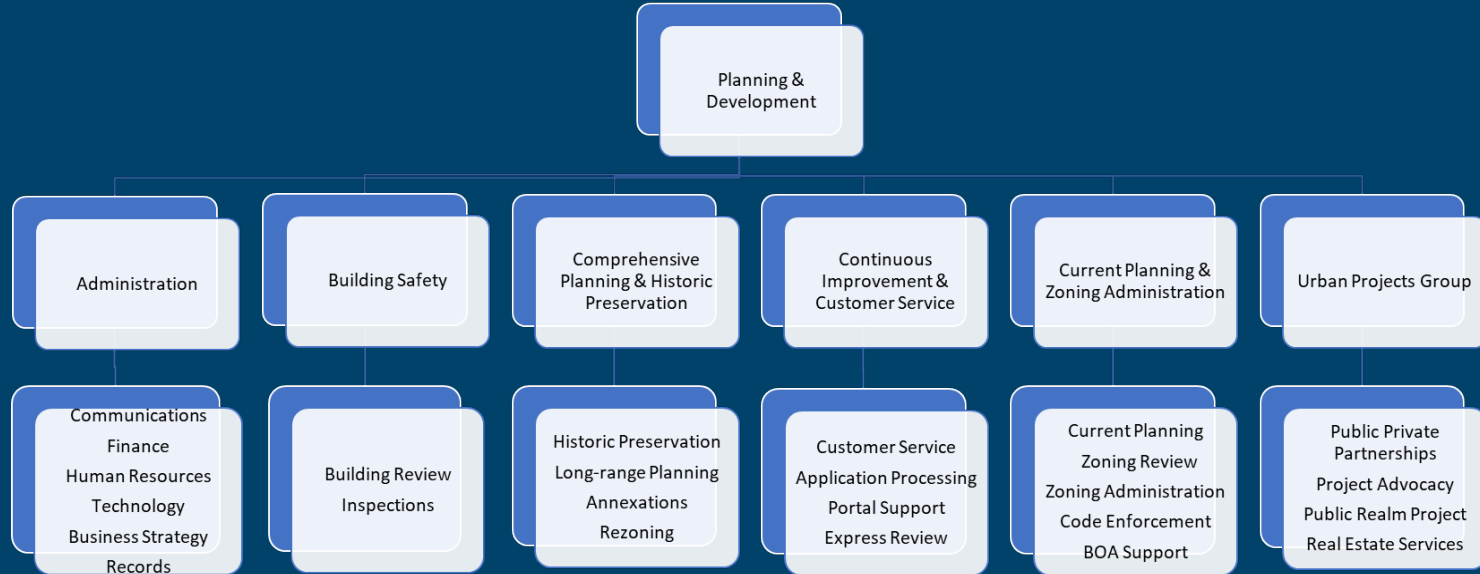 Planning &
Development
Administration
Building Safety
Comprehensive
Planning & Historic
Preservation
Continuous
Improvement &
Customer Service
Current Planning &
Zoning Administration
Urban Projects Group
Communications
Finance
Human Resources
Technology
Business Strategy
Records
Building Review
Inspections
Historic Preservation
Long-range Planning
Annexations
Rezoning
Customer Service
Application Processing
Portal Support
Express Review
Current Planning
Zoning Review
Zoning Administration
Code Enforcement
BOA Support
Public Private
Partnerships
Project Advocacy
Public Realm Project
Real Estate Services